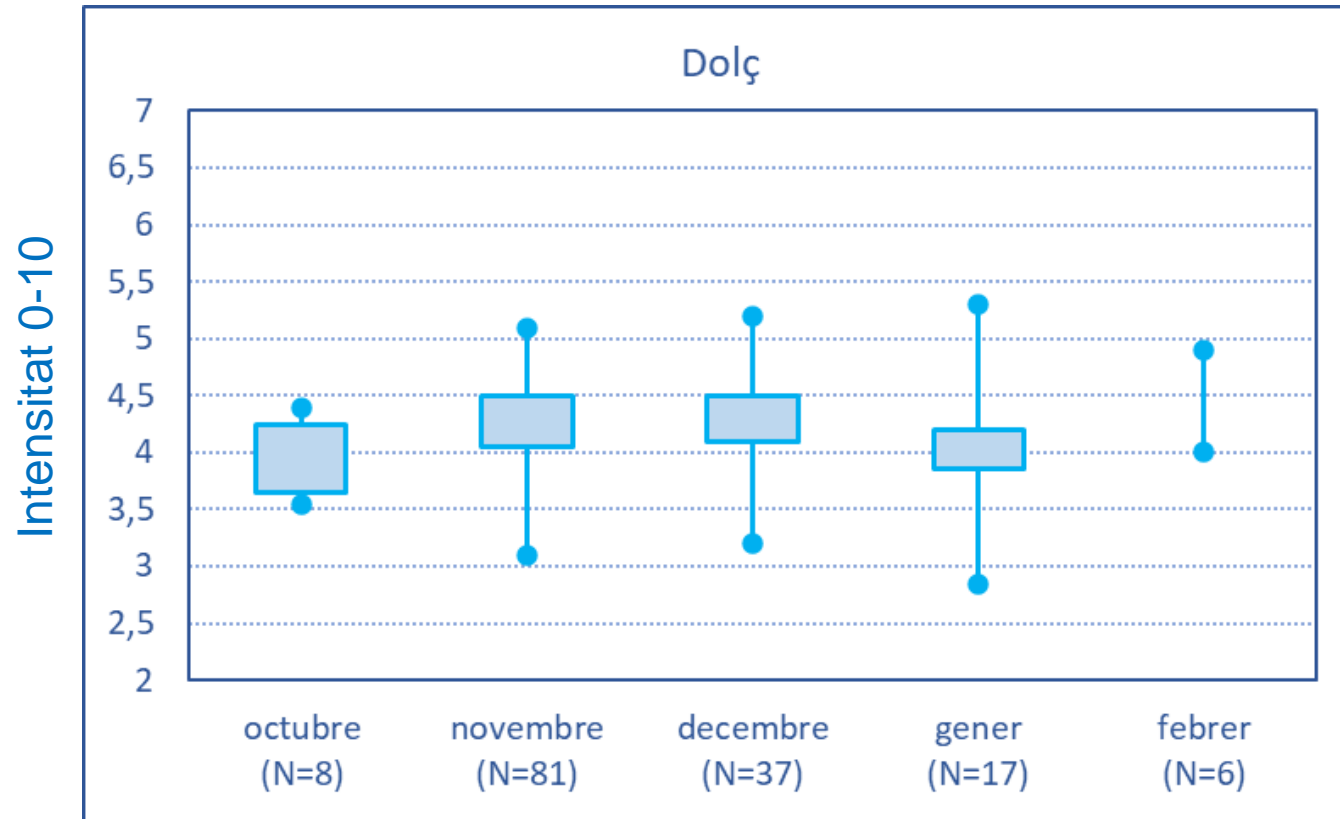 Dolç
Intensitat 0-10
7
6,5
6
5,5
5
4,5
4
3,5
3
2,5
2
octubre novembre decembre gener febrer
(N=8) (N=81) (N=37) (N=17) (N=6)